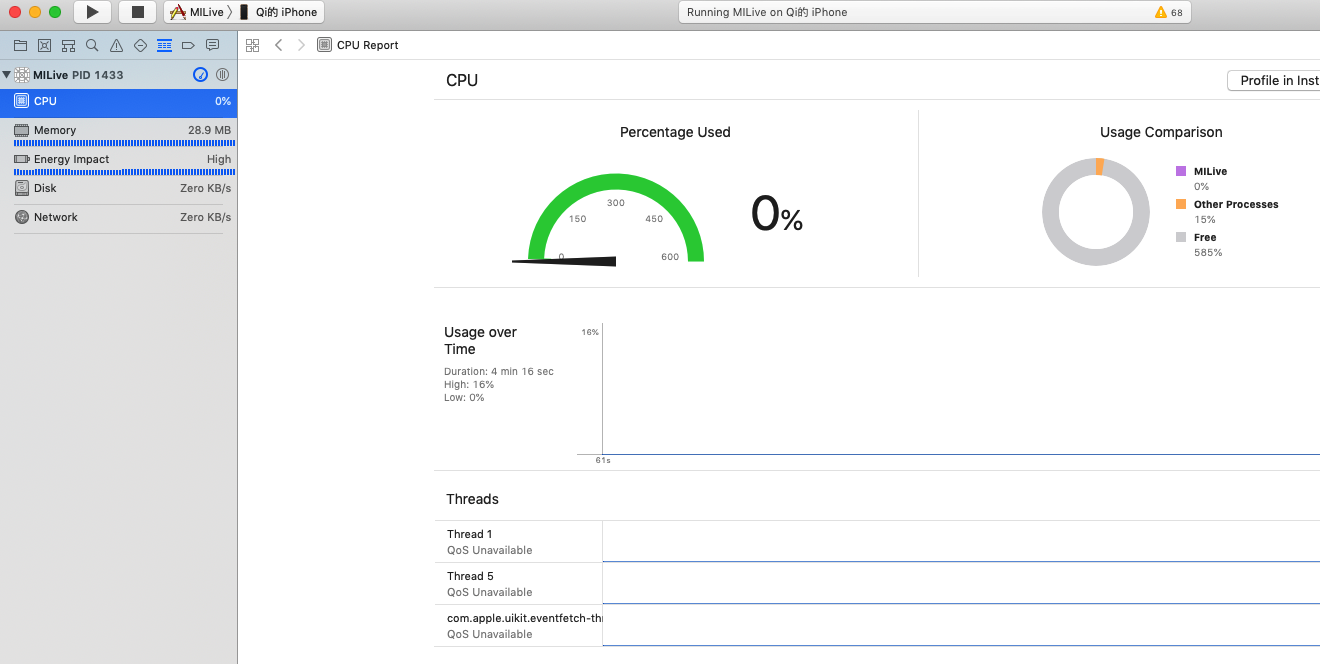 MILive 〉 Qi的 iPhone
Running MILive on Qi的 iPhone
68
CPU Report
MILive PID 1433
CPU 0%
Memory 28.9 MB
Energy Impact High
Disk Zero KB/s
Network Zero KB/s
CPU
Profile in Inst
Percentage Used
0
150
300
450
600
0%
Usage Comparison
MILive
0%
Other Processes
15%
Free
585%
Usage over
Time
Duration: 4 min 16 sec
High: 16%
Low: 0%
16%
61s
Threads
Thread 1
QoS Unavailable
Thread 5
QoS Unavailable
com.apple.uikit.eventfetch-thr
QoS Unavailable